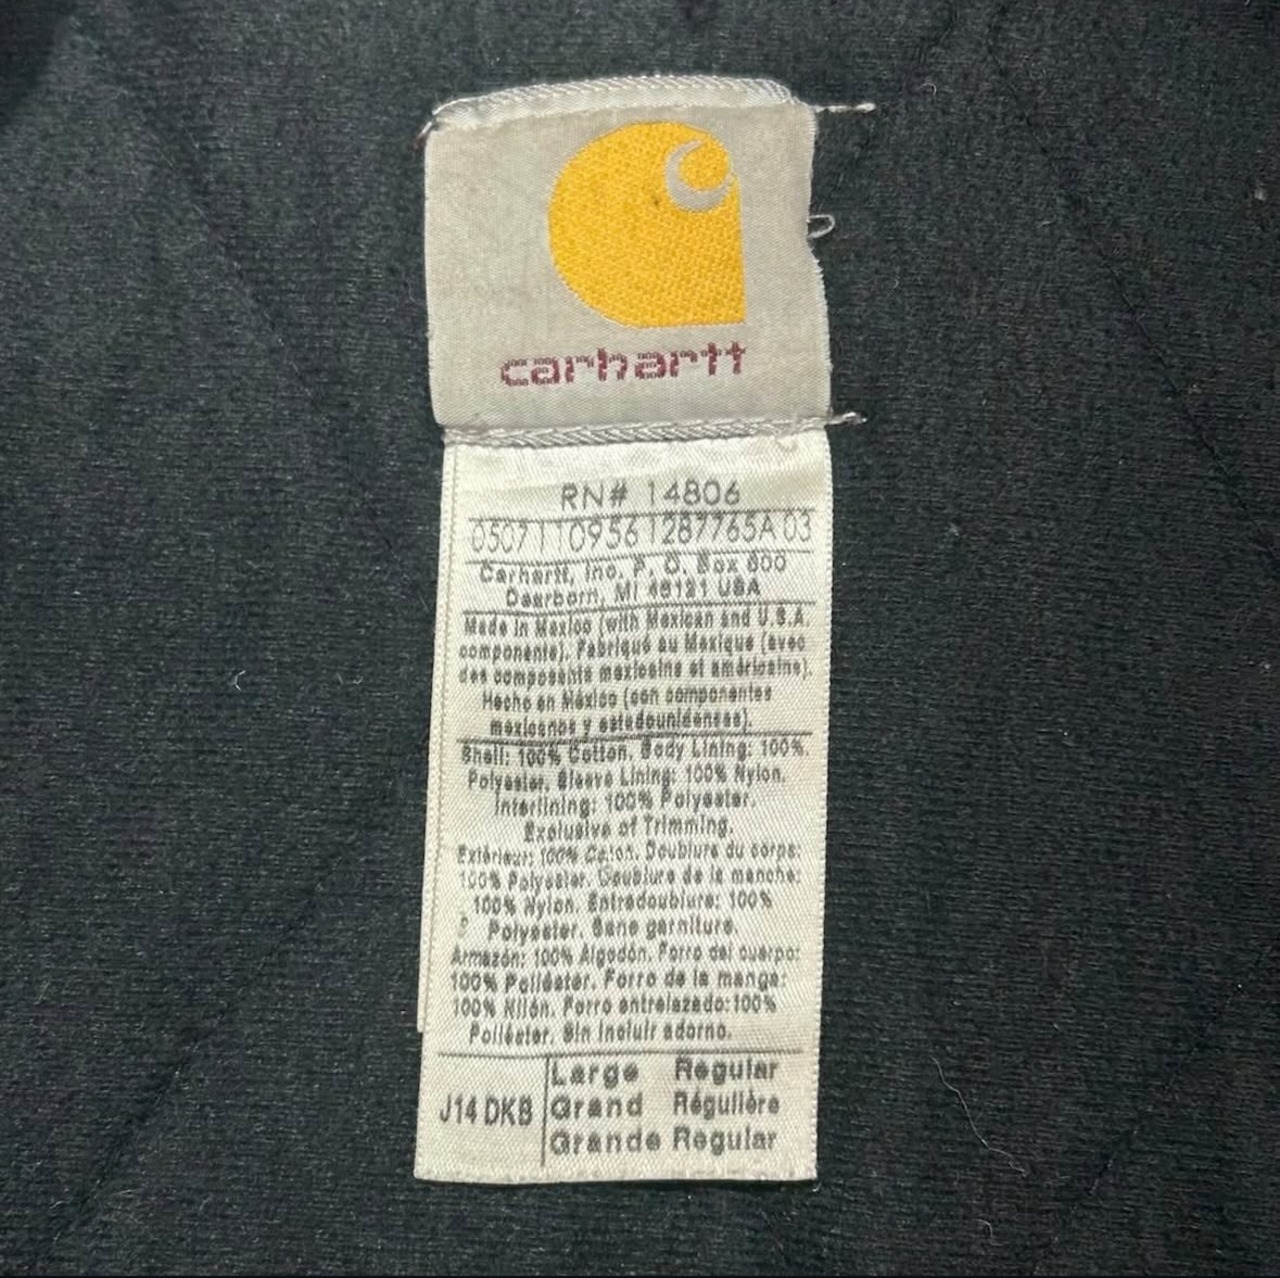 carhartt
RN# 14806
0507110956 1287765A 03
Carhartt, Inc. P. O. Box 600
Dearborn, MI 48121 USA
Made in Mexico (with Mexican and U.S.A.
components). Fabriqué au Mexique (avec
des composants mexicains et américains).
Hecho en México (con componentes
mexicanos y estadounidenses).
Shell: 100% Cotton. Body Lining: 100%.
Polyester, Sleeve Lining: 100% Nylon.
Interlining: 100% Polyester.
Exclusive of Trimming.
Extérieur: 100% Coton. Doublure du corps:
100% Polyester. Doublure de la manche:
100% Nylon. Entredoublure: 100%
Polyester. Sans garniture.
Armazón: 100% Algodón. Forro del cuerpo:
100% Poliéster. Forro de la manga:
100% Nilón. Forro entrelazado:100%
Poliéster. Sin incluir adorno.
J14 DKB
Large Regular
Grand Régulière
Grande Regular